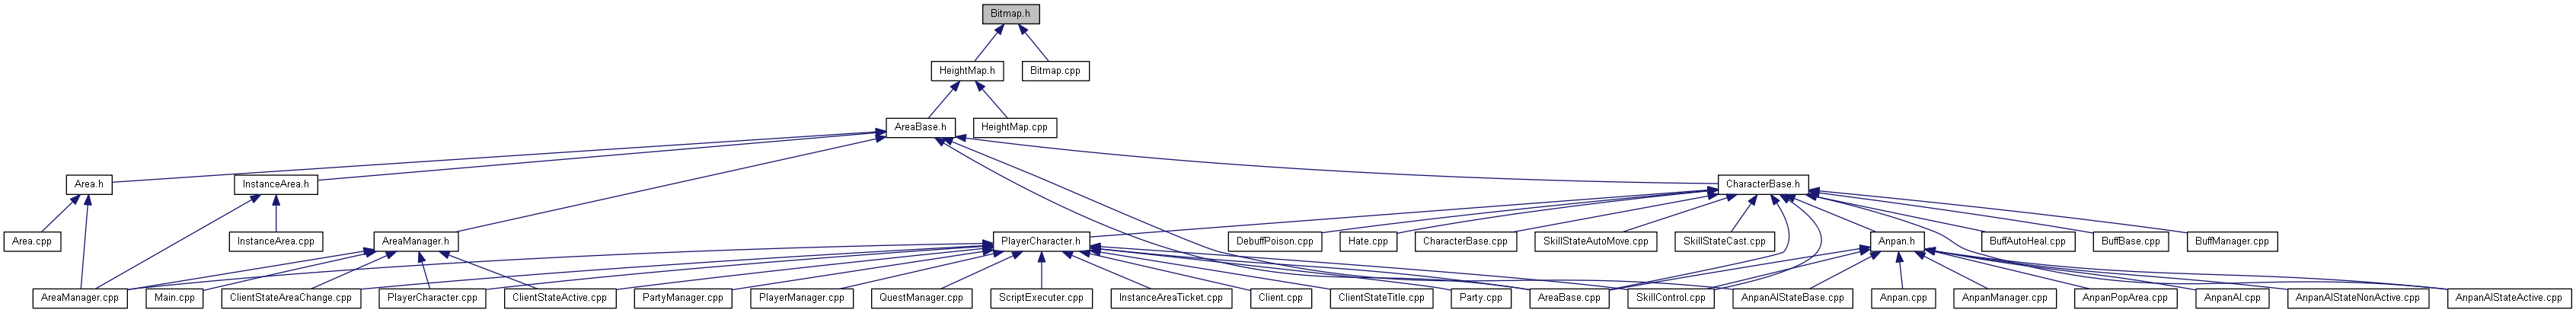 Bitmap.h
HeightMap.h
Bitmap.cpp
AreaBase.h
HeightMap.cpp
Area.h
InstanceArea.h
CharacterBase.h
Area.cpp
InstanceArea.cpp
AreaManager.h
PlayerCharacter.h
DebuffPoison.cpp
Hate.cpp
CharacterBase.cpp
SkillStateAutoMove.cpp
SkillStateCast.cpp
Anpan.h
BuffAutoHeal.cpp
BuffBase.cpp
BuffManager.cpp
AreaManager.cpp
Main.cpp
ClientStateAreaChange.cpp
PlayerCharacter.cpp
ClientStateActive.cpp
PartyManager.cpp
PlayerManager.cpp
QuestManager.cpp
ScriptExecuter.cpp
InstanceAreaTicket.cpp
Client.cpp
ClientStateTitle.cpp
Party.cpp
AreaBase.cpp
SkillControl.cpp
AnpanAIStateBase.cpp
Anpan.cpp
AnpanManager.cpp
AnpanPopArea.cpp
AnpanAI.cpp
AnpanAIStateNonActive.cpp
AnpanAIStateActive.cpp